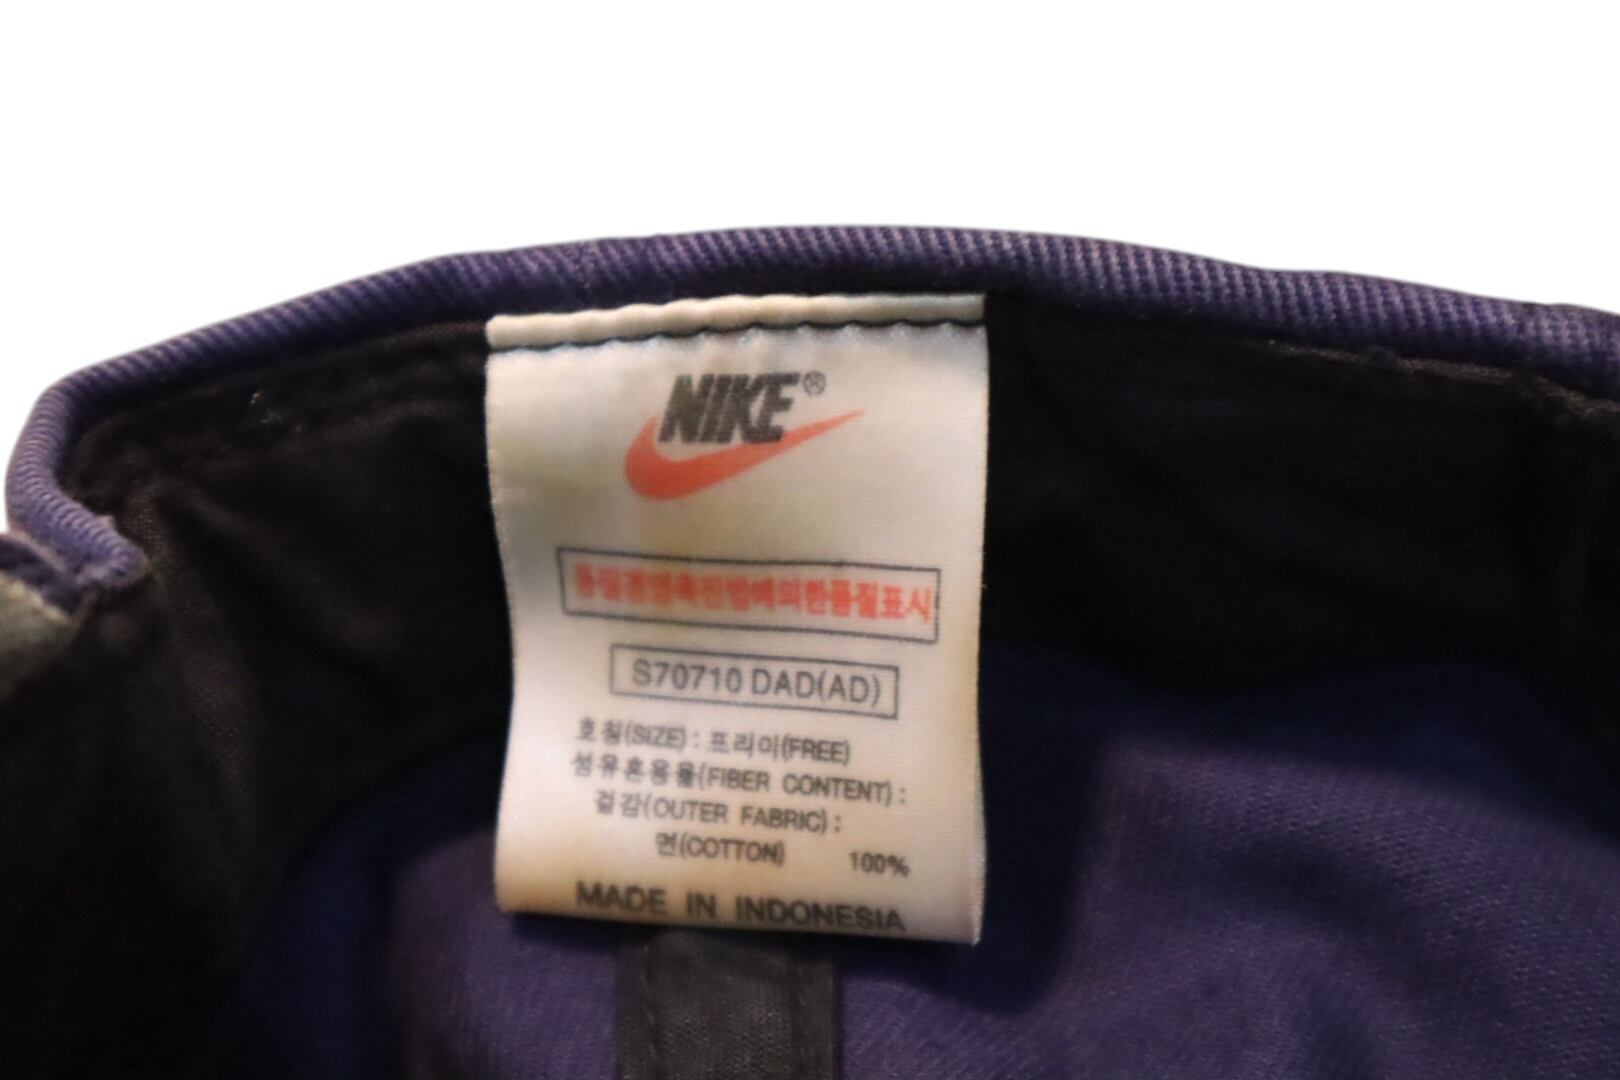 NIKE®
품질경영촉진법에의한품질표시
S70710 DAD(AD)
호칭(SIZE) : 프리이(FREE)
섬유혼용율(FIBER CONTENT) :
겉감(OUTER FABRIC) :
면(COTTON) 100%
MADE IN INDONESIA